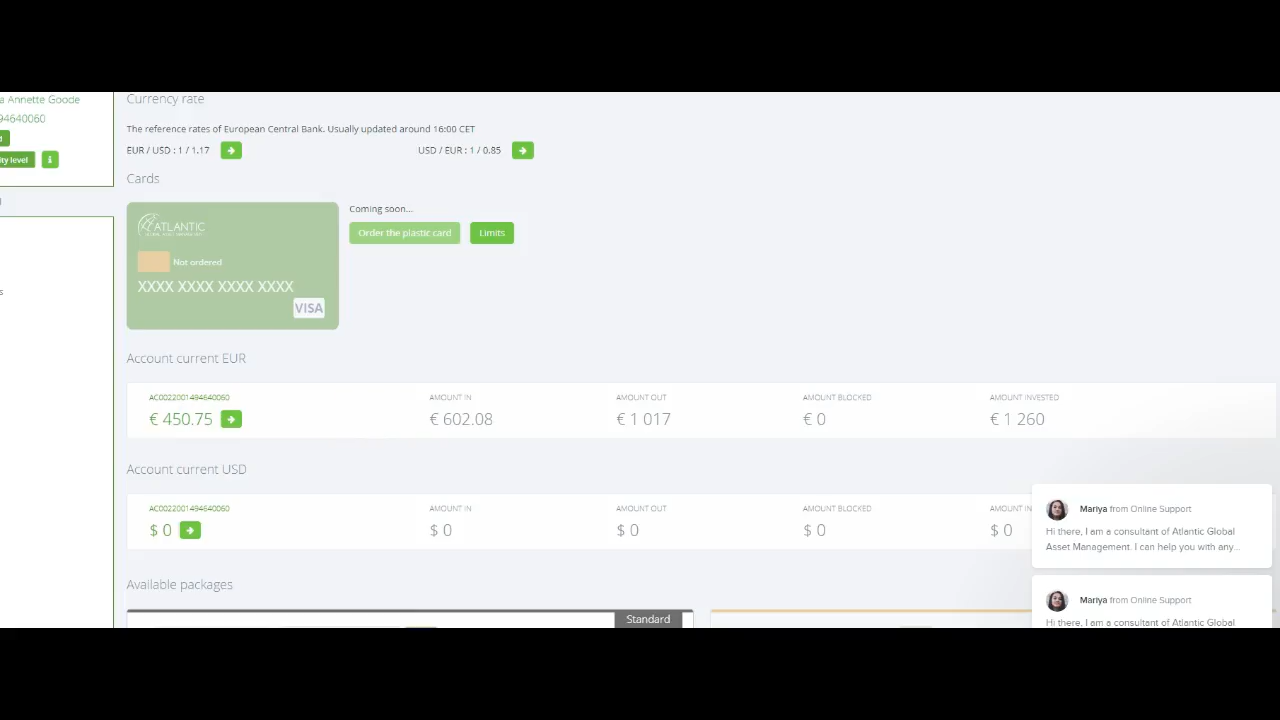 a Annette Goode
94640060
ity level
Currency rate
The reference rates of European Central Bank. Usually updated around 16:00 CET
EUR / USD : 1 / 1.17
USD / EUR : 1 / 0.85
Cards
ATLANTIC
Not ordered
XXXX XXXX XXXX XXXX
VISA
Coming soon...
Order the plastic card
Limits
Account current EUR
AC0022001494640060 AMOUNT IN AMOUNT OUT AMOUNT BLOCKED AMOUNT INVESTED
€ 450.75 € 602.08 € 1 017 € 0 € 1 260
Account current USD
AC0022001494640060 AMOUNT IN AMOUNT OUT AMOUNT BLOCKED AMOUNT IN
$ 0 $ 0 $ 0 $ 0 $ 0
Available packages
Standard
Mariya from Online Support
Hi there, I am a consultant of Atlantic Global
Asset Management. I can help you with any...
Mariya from Online Support
Hi there, I am a consultant of Atlantic Global